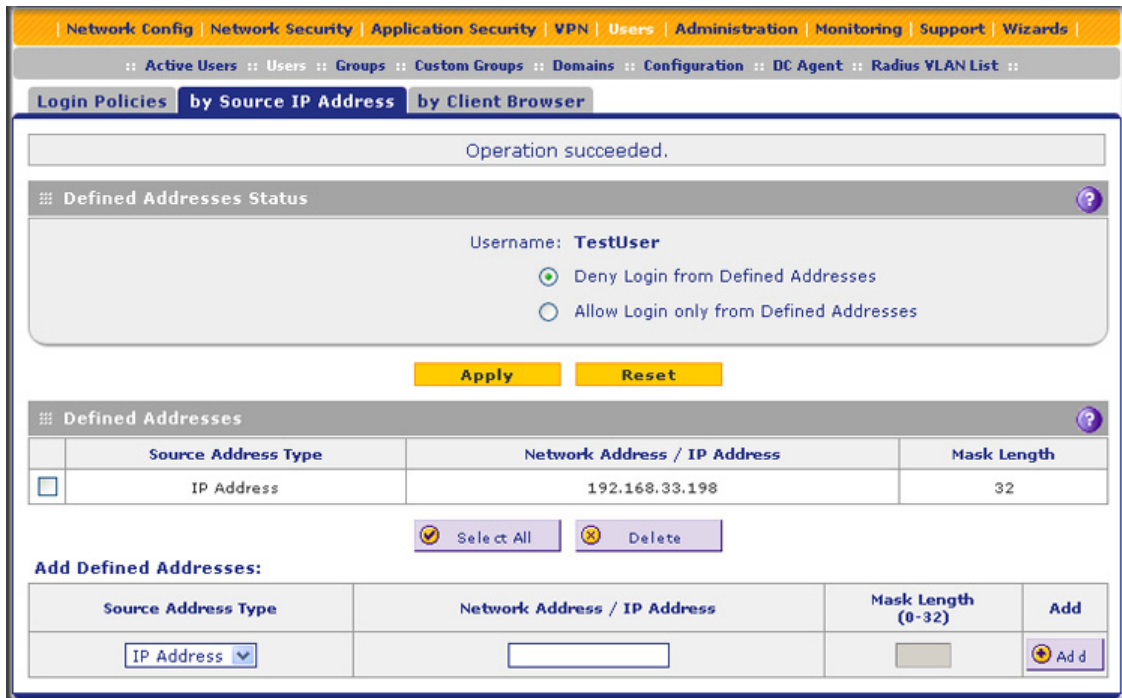 | Network Config | Network Security | Application Security | VPN | Users | Administration | Monitoring | Support | Wizards |
:: Active Users :: Users :: Groups :: Custom Groups :: Domains :: Configuration :: DC Agent :: Radius VLAN List ::
Login Policies by Source IP Address by Client Browser
Operation succeeded.
Defined Addresses Status ?
Username: TestUser
Deny Login from Defined Addresses
Allow Login only from Defined Addresses
Apply Reset
Defined Addresses ?
Source Address Type Network Address / IP Address Mask Length
IP Address 192.168.33.198 32
Select All Delete
Add Defined Addresses:
Source Address Type Network Address / IP Address Mask Length (0-32) Add
IP Address Add